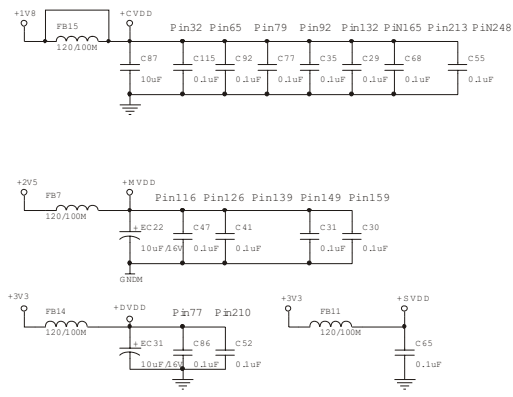 +1V8
FB15
120/100M
+CVDD
Pin32 Pin65 Pin79 Pin92 Pin132 PiN165 Pin213 PiN248
C87
10uF
C115
0.1uF
C92
0.1uF
C77
0.1uF
C35
0.1uF
C29
0.1uF
C68
0.1uF
C55
0.1uF
+2V5
FB7
120/100M
+MVDD
Pin116 Pin126 Pin139 Pin149 Pin159
+ EC22
10uF/16V
C47
0.1uF
C41
0.1uF
C31
0.1uF
C30
0.1uF
GNDM
+3V3
FB14
120/100M
+DVDD
Pin77 Pin210
+ EC31
10uF/16V
C86
0.1uF
C52
0.1uF
+3V3
FB11
120/100M
+SVDD
C65
0.1uF